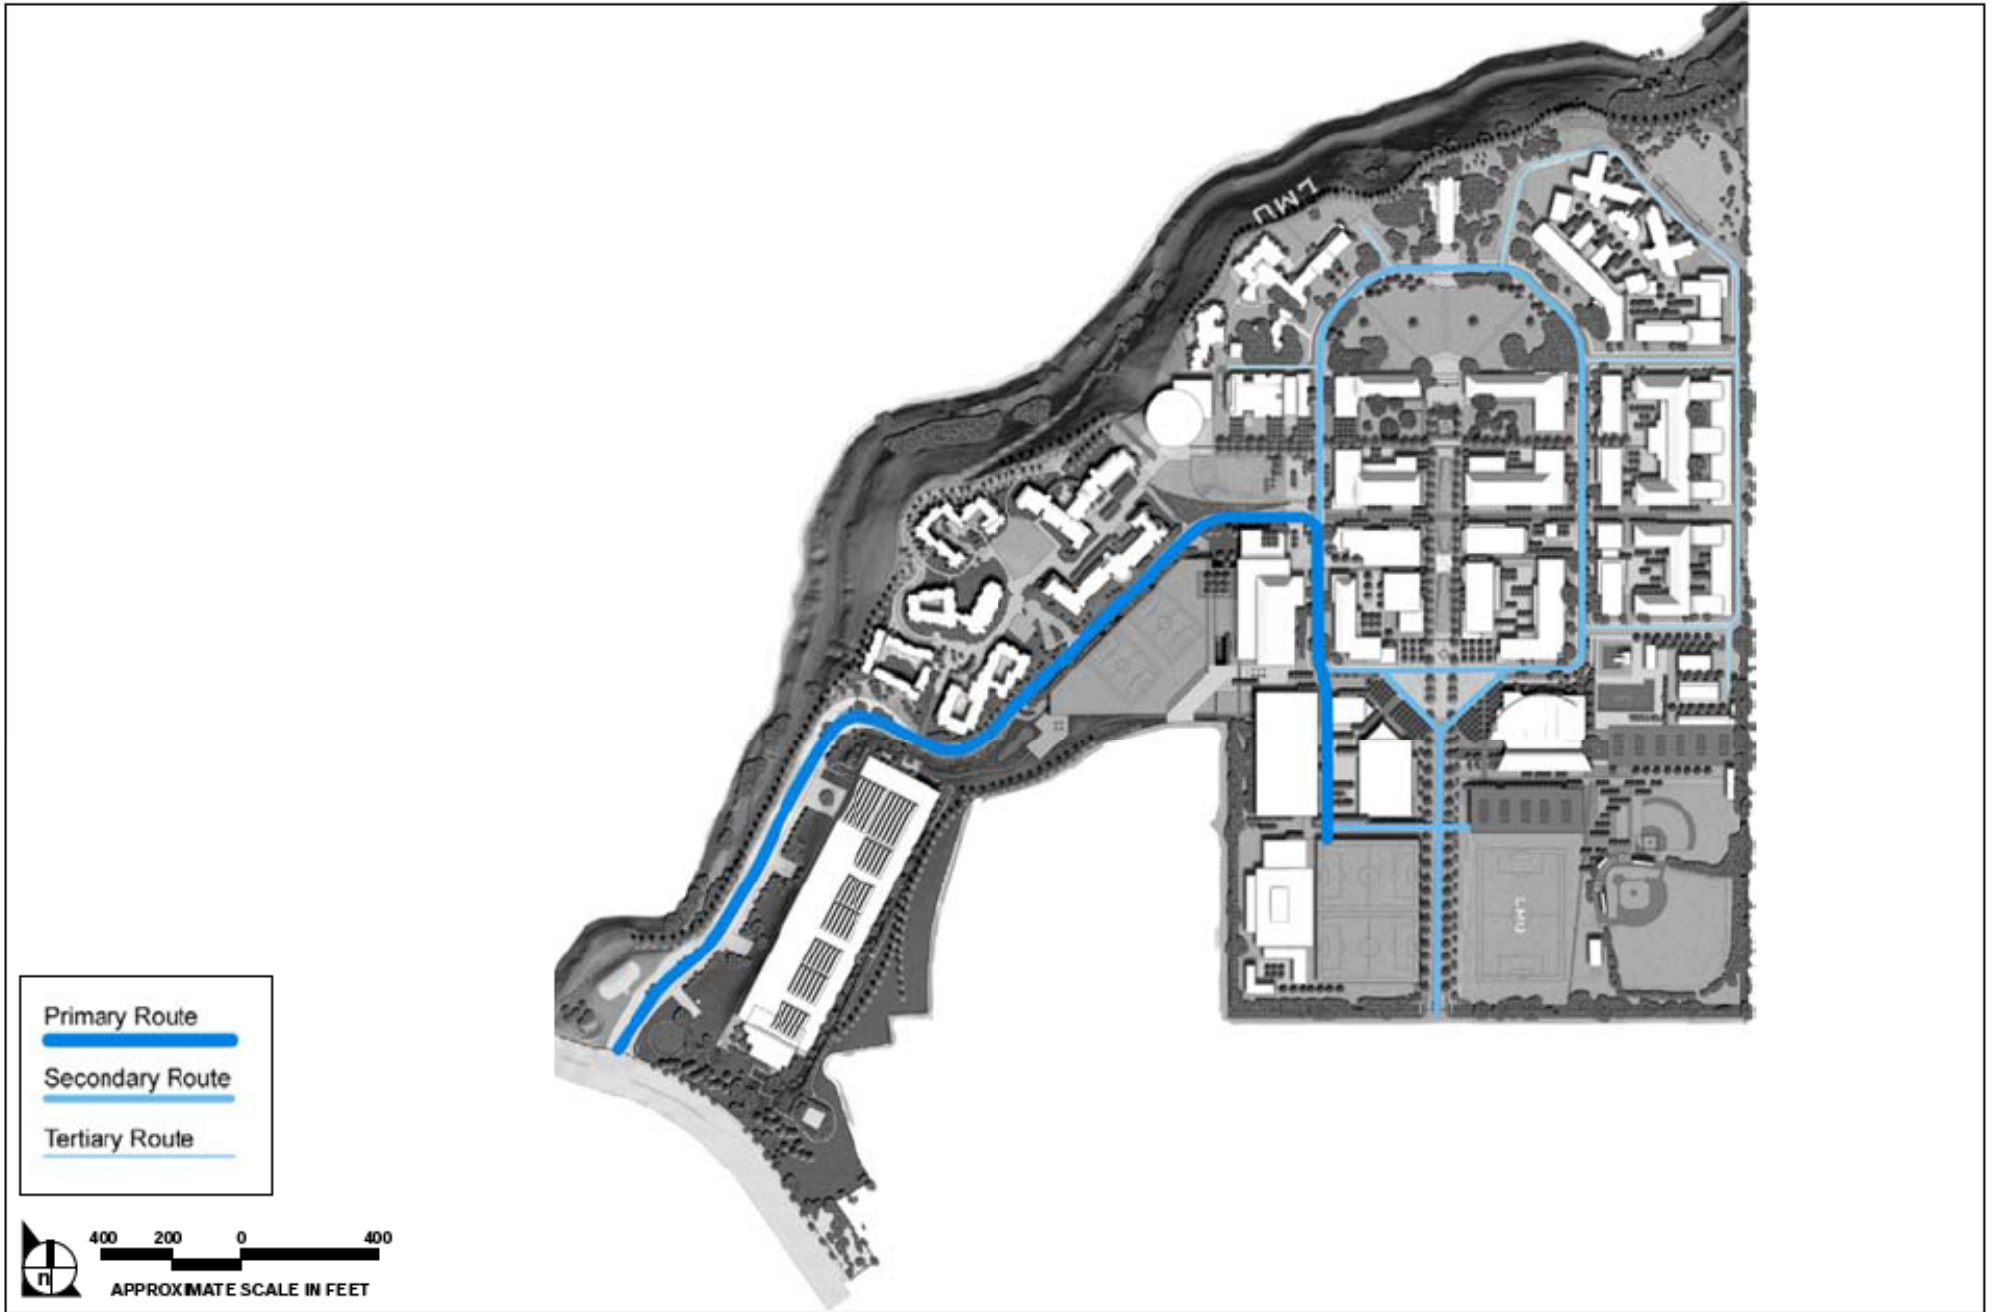 LMU
LMU
Primary Route
Secondary Route
Tertiary Route
400 200 0 400
n
APPROXIMATE SCALE IN FEET